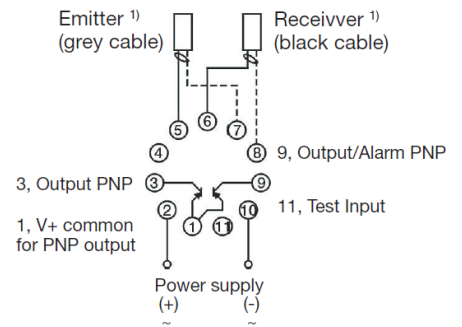 Emitter 1)
(grey cable)
Receivver 1)
(black cable)
5
6
7
4
8
9, Output/Alarm PNP
3, Output PNP
3
9
2
10
11, Test Input
1, V+ common
for PNP output
1
11
Power supply
(+)
(-)
~
~